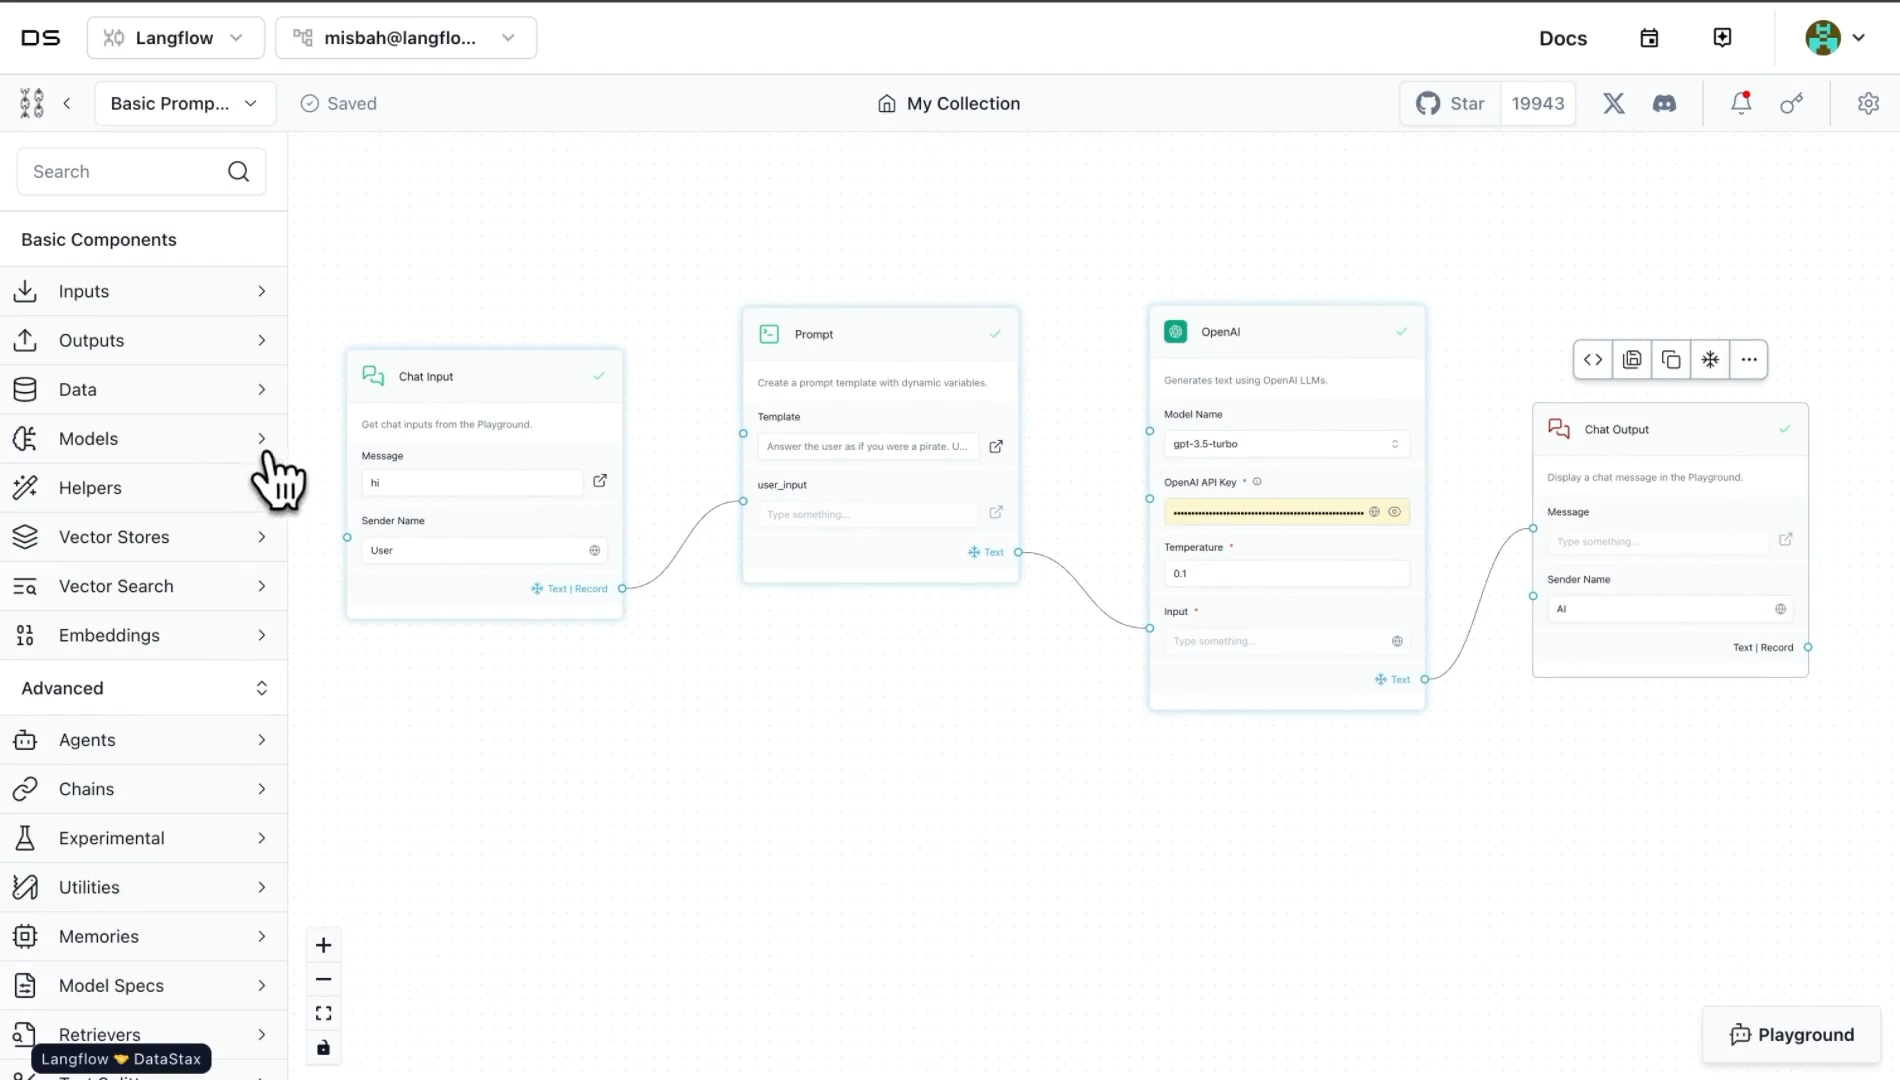 DS
Langflow
misbah@langflo...
Docs
Basic Promp...
Saved
My Collection
Star
19943
Search
Basic Components
Inputs
Outputs
Data
Models
Helpers
Vector Stores
Vector Search
Embeddings
Advanced
Agents
Chains
Experimental
Utilities
Memories
Model Specs
Retrievers
Langflow 🤝 DataStax
Chat Input
Get chat inputs from the Playground.
Message
hi
Sender Name
User
Text | Record
Prompt
Create a prompt template with dynamic variables.
Template
Answer the user as if you were a pirate. U...
user_input
Type something...
Text
OpenAI
Generates text using OpenAI LLMs.
Model Name
gpt-3.5-turbo
OpenAI API Key *
Temperature *
0.1
Input *
Type something...
Text
Chat Output
Display a chat message in the Playground.
Message
Type something...
Sender Name
AI
Text | Record
Playground